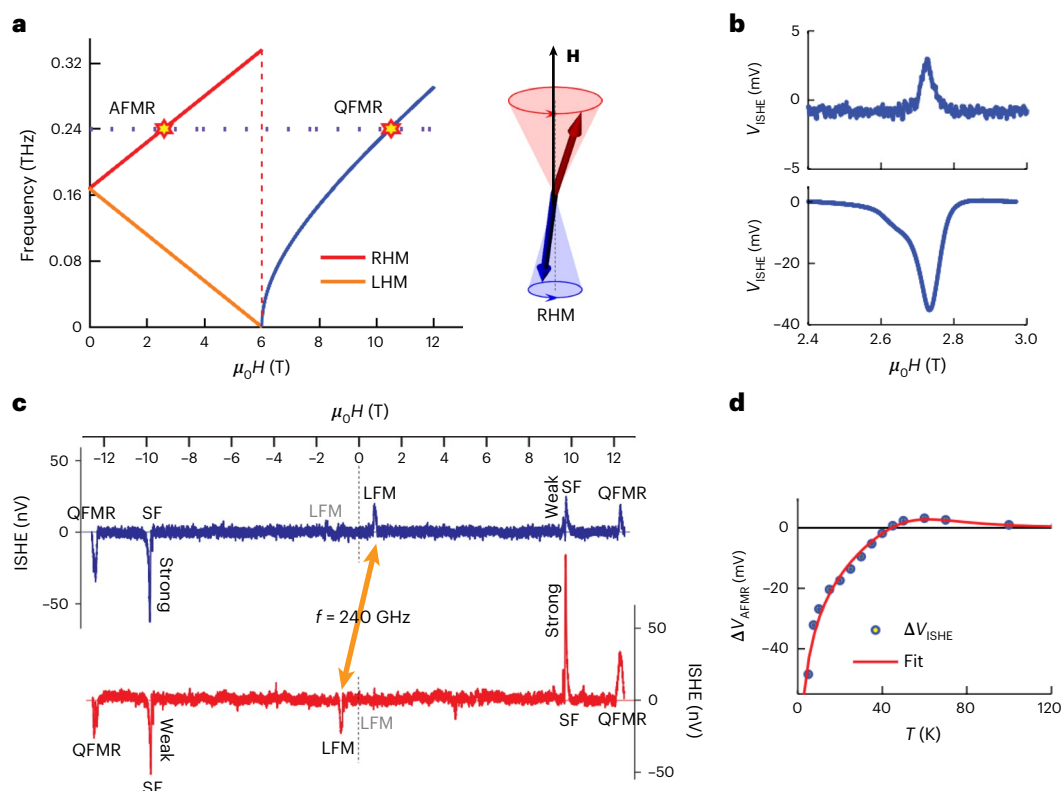 a
0.32
0.24
0.16
0.08
0
Frequency (THz)
AFMR
QFMR
RHM
LHM
0 2 4 6 8 10 12
μ₀H (T)
H
RHM
b
5
0
−5
V_ISHE (mV)
0
−20
−40
V_ISHE (mV)
2.4 2.6 2.8 3.0
μ₀H (T)
c
μ₀H (T)
−12 −10 −8 −6 −4 −2 0 2 4 6 8 10 12
50
0
−50
ISHE (nV)
QFMR
SF
Strong
LFM
LFM
Weak
SF
QFMR
f = 240 GHz
Strong
50
0
−50
ISHE (nV)
QFMR
Weak
SF
LFM
LFM
SF
QFMR
d
0
−20
−40
ΔV_AFMR (mV)
ΔV_ISHE
Fit
0 40 80 120
T (K)